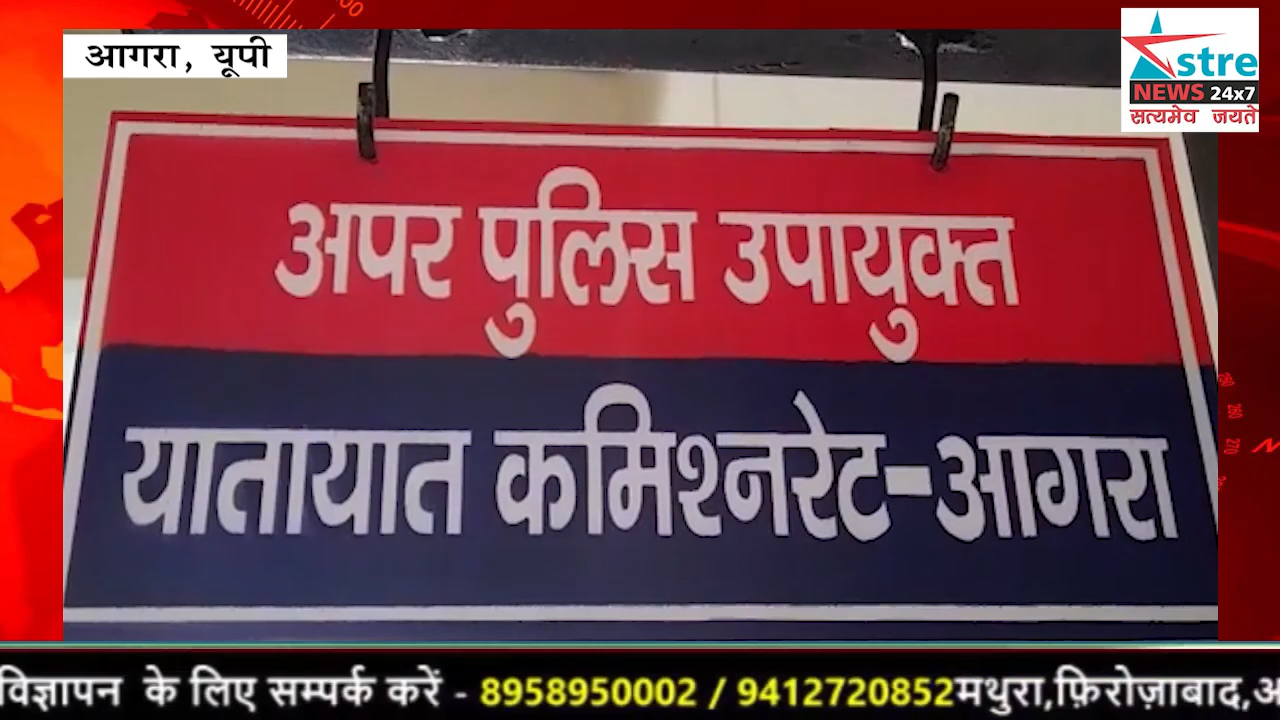 आगरा, यूपी
stre
NEWS 24x7
सत्यमेव जयते
अपर पुलिस उपायुक्त
यातायात कमिश्नरेट-आगरा
विज्ञापन के लिए सम्पर्क करें - 8958950002 / 9412720852मथुरा,फ़िरोज़ाबाद,